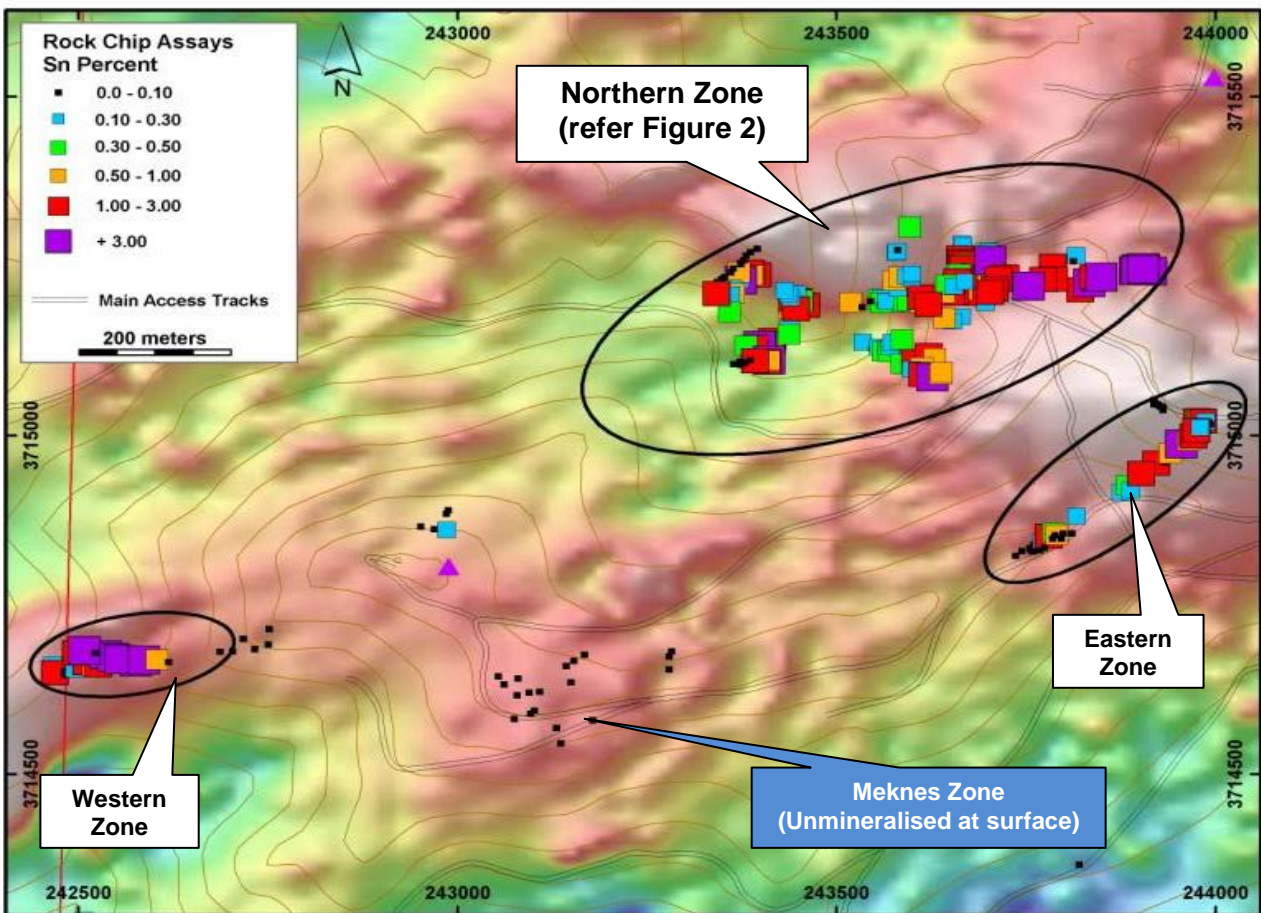 Rock Chip Assays
Sn Percent
0.0 - 0.10
0.10 - 0.30
0.30 - 0.50
0.50 - 1.00
1.00 - 3.00
+ 3.00
Main Access Tracks
200 meters
N
243000
243500
244000
Northern Zone
(refer Figure 2)
3715500
3715000
3715000
Eastern
Zone
Western
Zone
Meknes Zone
(Unmineralised at surface)
3714500
3714500
242500
243000
243500
244000